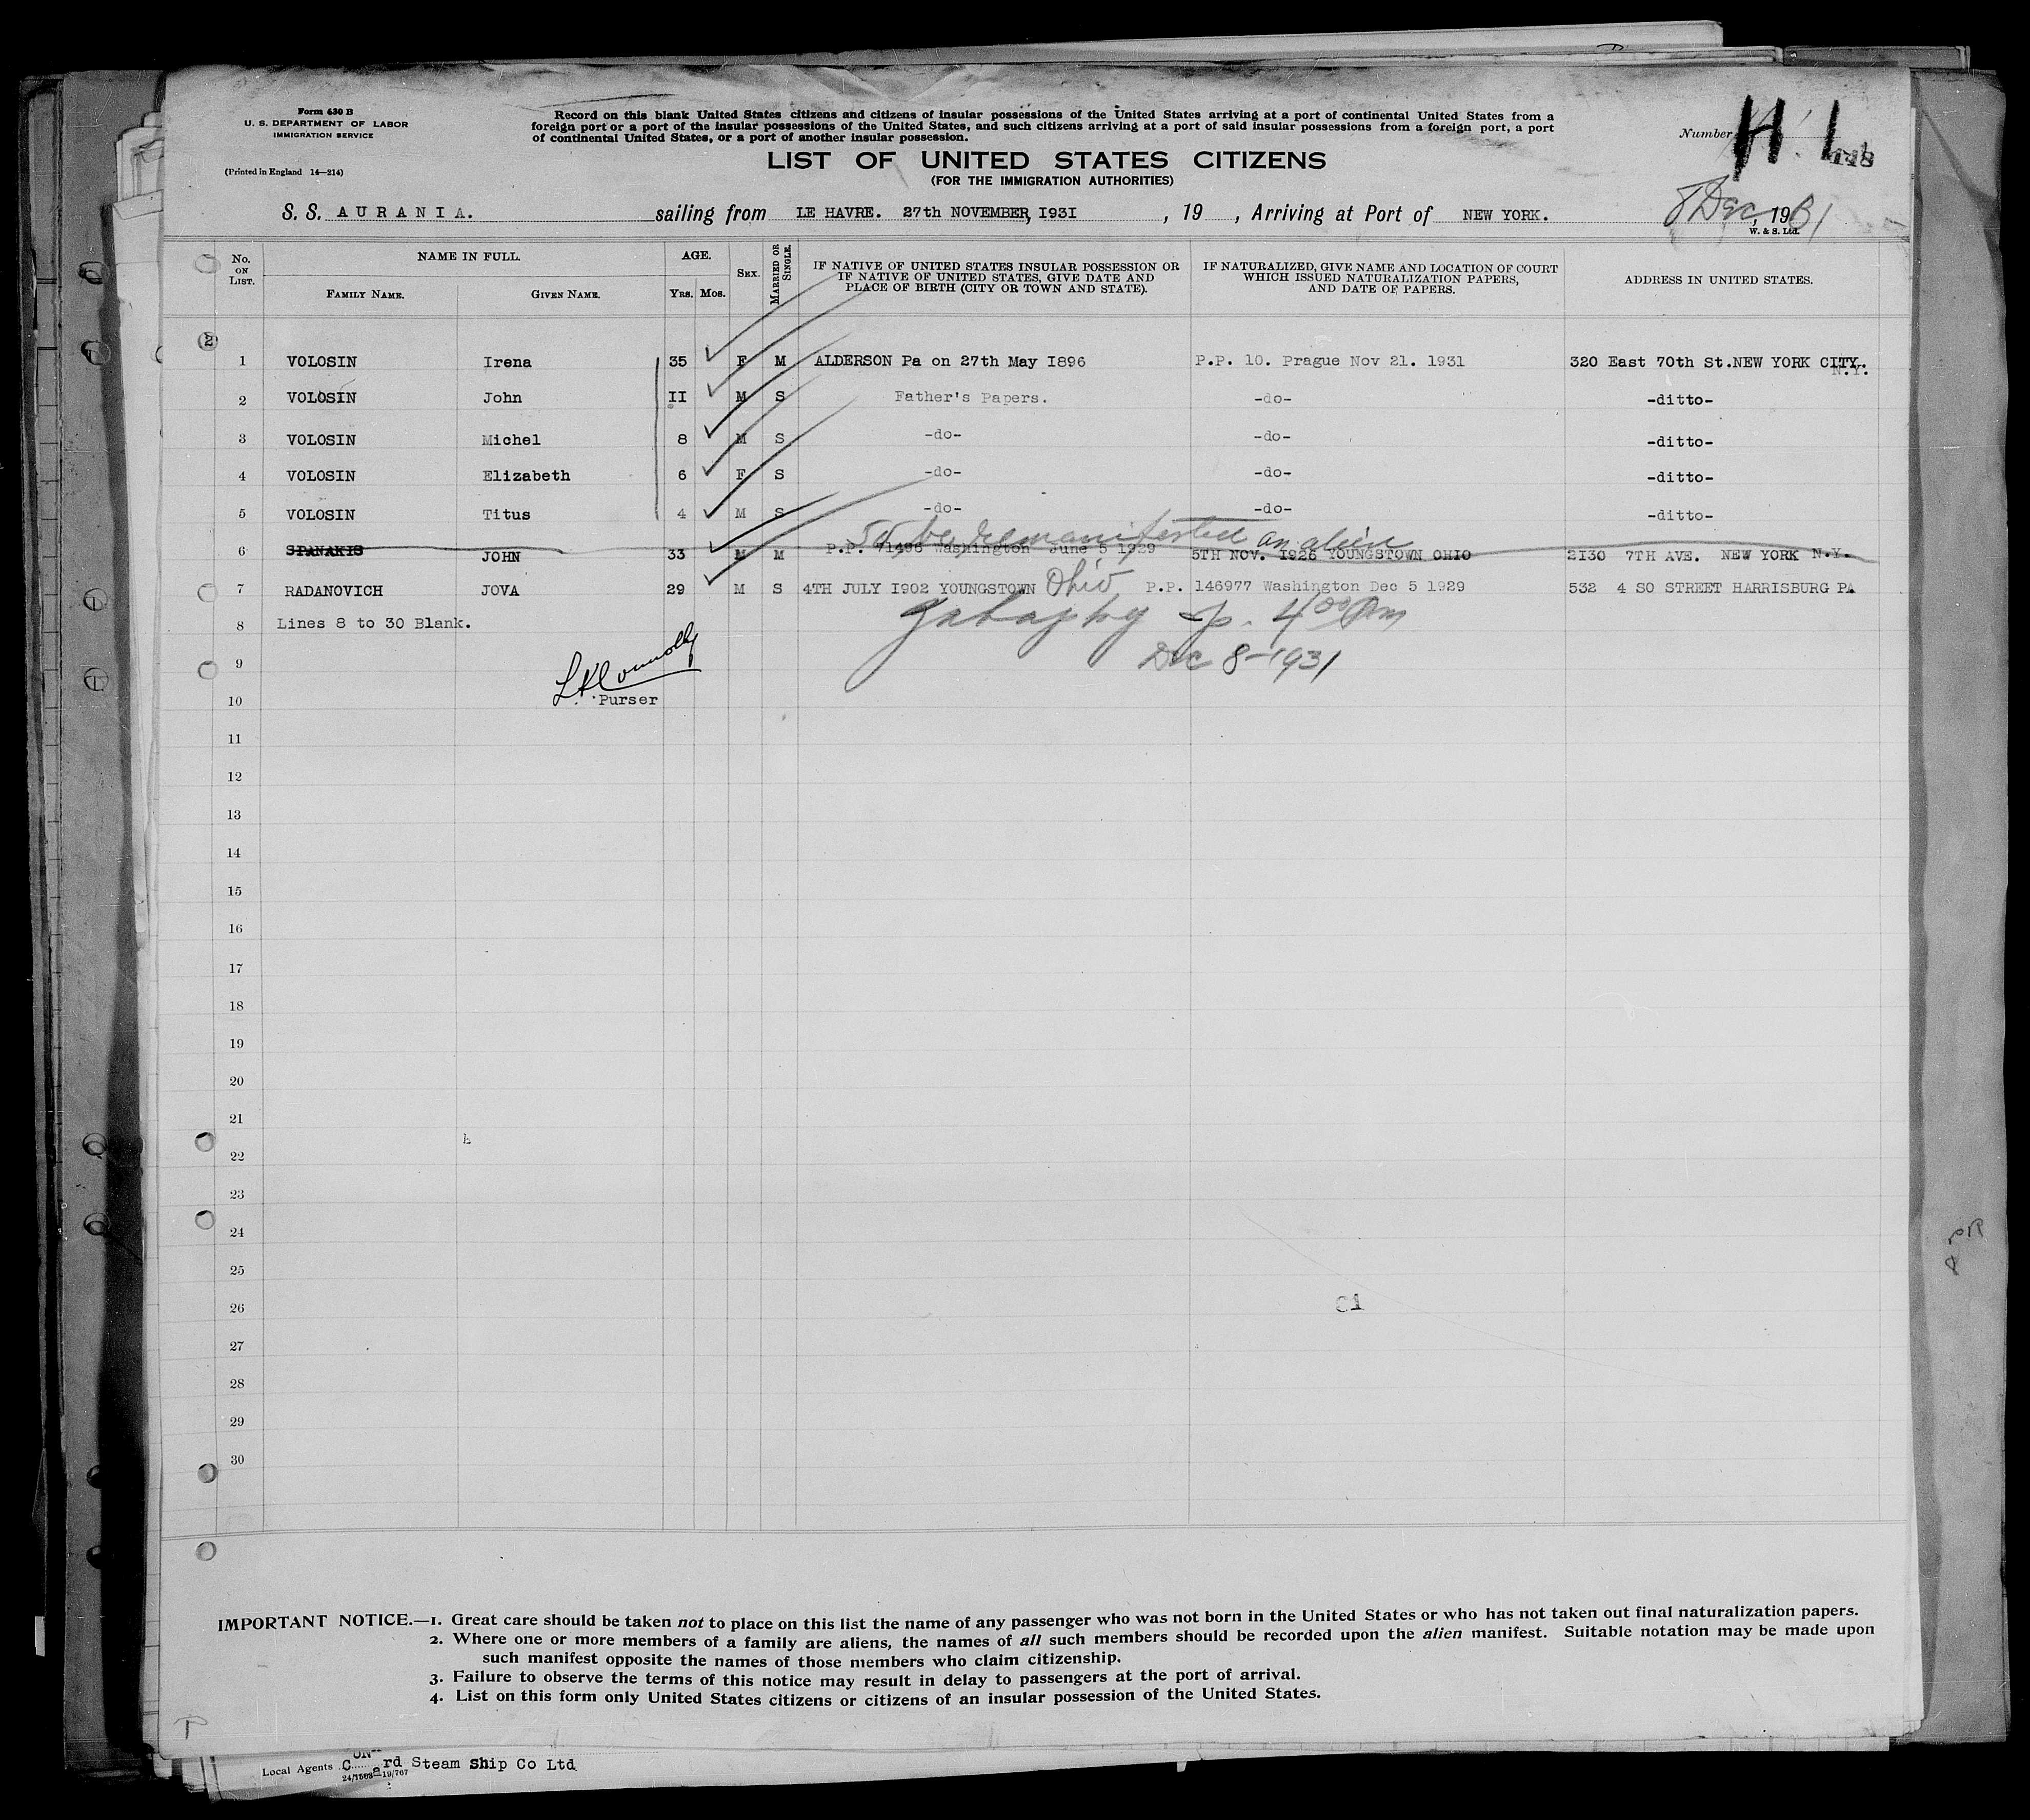 Form 630 B
U. S. DEPARTMENT OF LABOR
IMMIGRATION SERVICE
(Printed in England 14—214)
Record on this blank United States citizens and citizens of insular possessions of the United States arriving at a port of continental United States from a
foreign port or a port of the insular possessions of the United States, and such citizens arriving at a port of said insular possessions from a foreign port, a port
of continental United States, or a port of another insular possession.
Number H. 1 148
LIST OF UNITED STATES CITIZENS
(FOR THE IMMIGRATION AUTHORITIES)
S. S. AURANIA. sailing from LE HAVRE. 27th NOVEMBER, I93I , 19 , Arriving at Port of NEW YORK. 8 Dec, 1931
W. & S. Ltd.
No. ON LIST. NAME IN FULL. FAMILY NAME. GIVEN NAME. AGE. YRS. MOS. SEX. MARRIED OR SINGLE. IF NATIVE OF UNITED STATES INSULAR POSSESSION OR IF NATIVE OF UNITED STATES, GIVE DATE AND PLACE OF BIRTH (CITY OR TOWN AND STATE). IF NATURALIZED, GIVE NAME AND LOCATION OF COURT WHICH ISSUED NATURALIZATION PAPERS, AND DATE OF PAPERS. ADDRESS IN UNITED STATES.
2
1 VOLOSIN Irena 35 F M ALDERSON Pa on 27th May I896 P.P. 10. Prague Nov 21. 1931 320 East 70th St.NEW YORK CITY. N.Y.
2 VOLOSIN John II M S Father's Papers. -do- -ditto-
3 VOLOSIN Michel 8 M S -do- -do- -ditto-
4 VOLOSIN Elizabeth 6 F S -do- -do- -ditto-
5 VOLOSIN Titus 4 M S -do- -do- -ditto-
To be remanifested an alien
6 SPANAKIS JOHN 33 M M P.P. 71496 Washington June 5 1929 5TH NOV. I926 YOUNGSTOWN OHIO 2I30 7TH AVE. NEW YORK N.Y.
7 RADANOVICH JOVA 29 M S 4TH JULY I902 YOUNGSTOWN Ohio P.P. 146977 Washington Dec 5 1929 532 4 SO STREET HARRISBURG PA
8 Lines 8 to 30 Blank.
4 00 Pm
9 Dec 8-1931
10 Purser
11
12
13
14
15
16
17
18
19
20
21
22
23
24
25
26
27
28
29
30
IMPORTANT NOTICE.—1. Great care should be taken not to place on this list the name of any passenger who was not born in the United States or who has not taken out final naturalization papers.
2. Where one or more members of a family are aliens, the names of all such members should be recorded upon the alien manifest. Suitable notation may be made upon
such manifest opposite the names of those members who claim citizenship.
3. Failure to observe the terms of this notice may result in delay to passengers at the port of arrival.
4. List on this form only United States citizens or citizens of an insular possession of the United States.
Local Agents Cunard Steam Ship Co Ltd